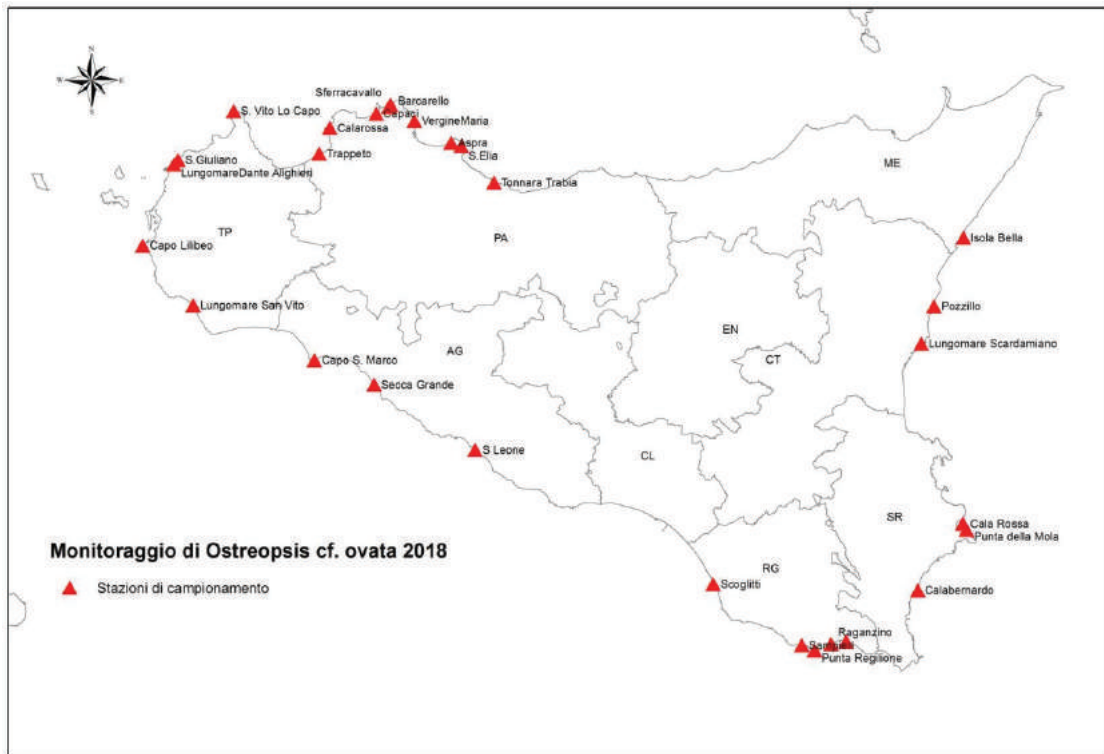 N
W
E
S
Sferracavallo
Barcarello
S. Vito Lo Capo
Capaci
VergineMaria
Calarossa
Aspra
S.Elia
Trappeto
S.Giuliano
LungomareDante Alighieri
Tonnara Trabia
ME
TP
PA
Isola Bella
Capo Lilibeo
Lungomare San Vito
Pozzillo
EN
Lungomare Scardamiano
AG
CT
Capo S. Marco
Secca Grande
S Leone
CL
SR
Cala Rossa
Punta della Mola
Monitoraggio di Ostreopsis cf. ovata 2018
RG
Stazioni di campionamento
Scoglitti
Calabernardo
Raganzino
Punta Regilione